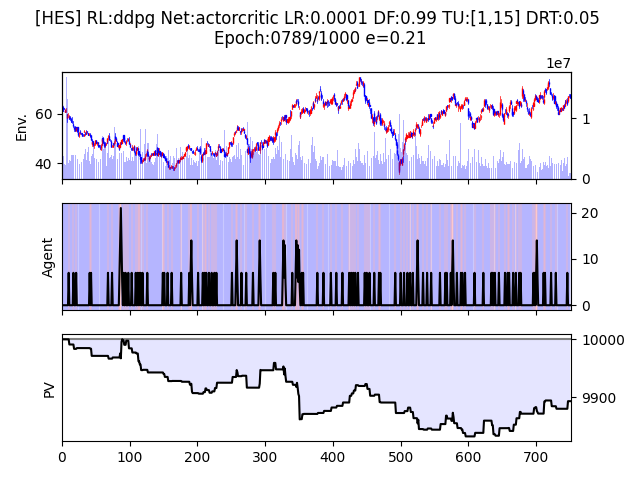 [HES] RL:ddpg Net:actorcritic LR:0.0001 DF:0.99 TU:[1,15] DRT:0.05
Epoch:0789/1000 e=0.21
1e7
Env.
60
40
1
0
Agent
20
10
0
PV
10000
9900
0 100 200 300 400 500 600 700